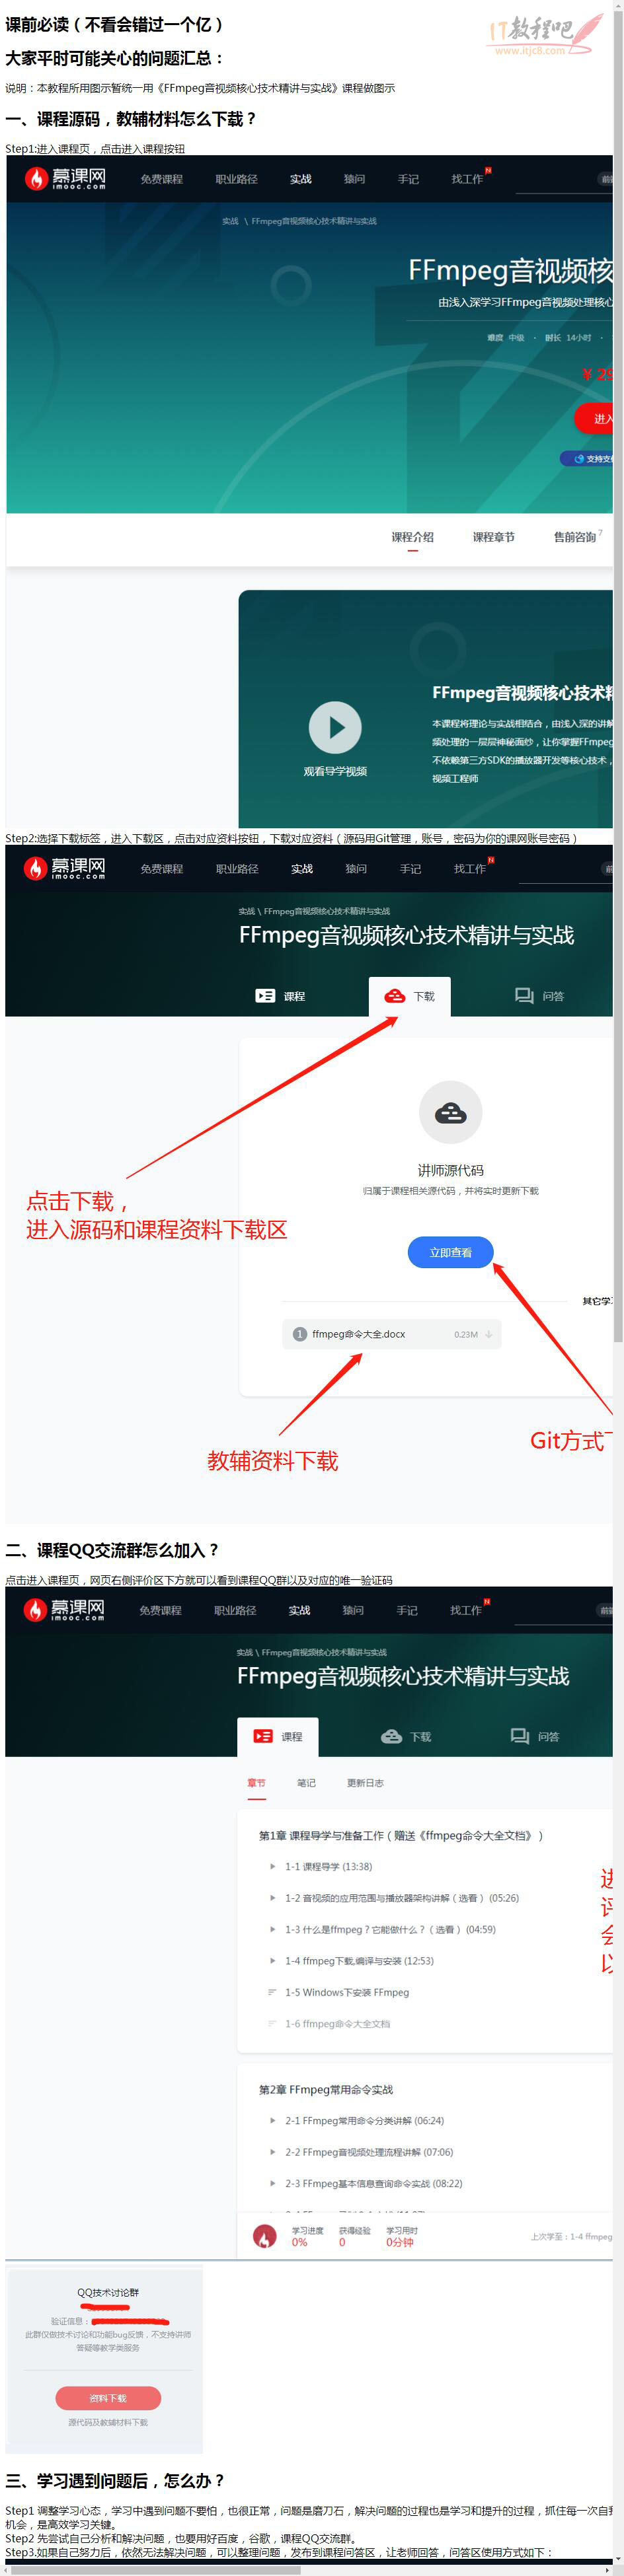 课前必读（不看会错过一个亿）
IT教程吧
www.itjc8.com
大家平时可能关心的问题汇总：
说明：本教程所用图示暂统一用《FFmpeg音视频核心技术精讲与实战》课程做图示
一、课程源码，教辅材料怎么下载？
Step1:进入课程页，点击进入课程按钮
慕课网
imooc.com
免费课程 职业路径 实战 猿问 手记 找工作 N
实战 \ FFmpeg音视频核心技术精讲与实战
FFmpeg音视频核
由浅入深学习FFmpeg音视频处理核心
难度 中级 · 时长 14小时 ·
¥ 29
进入
支持支
课程介绍 课程章节 售前咨询 7
FFmpeg音视频核心技术精
本课程将理论与实战相结合，由浅入深的讲解
频处理的一层层神秘面纱，让你掌握FFmpeg
不依赖第三方SDK的播放器开发等核心技术，
视频工程师
观看导学视频
Step2:选择下载标签，进入下载区，点击对应资料按钮，下载对应资料（源码用Git管理，账号，密码为你的课网账号密码）
慕课网
imooc.com
免费课程 职业路径 实战 猿问 手记 找工作 N
实战 \ FFmpeg音视频核心技术精讲与实战
FFmpeg音视频核心技术精讲与实战
课程 下载 问答
讲师源代码
归属于课程相关源代码，并将实时更新下载
点击下载，
进入源码和课程资料下载区
立即查看
其它学
1 ffmpeg命令大全.docx 0.23M
Git方式
教辅资料下载
二、课程QQ交流群怎么加入？
点击进入课程页，网页右侧评价区下方就可以看到课程QQ群以及对应的唯一验证码
慕课网
imooc.com
免费课程 职业路径 实战 猿问 手记 找工作 N
实战 \ FFmpeg音视频核心技术精讲与实战
FFmpeg音视频核心技术精讲与实战
课程 下载 问答
章节 笔记 更新日志
第1章 课程导学与准备工作（赠送《ffmpeg命令大全文档》）
1-1 课程导学 (13:38)
1-2 音视频的应用范围与播放器架构讲解（选看） (05:26)
1-3 什么是ffmpeg？它能做什么？（选看） (04:59)
1-4 ffmpeg下载,编译与安装 (12:53)
1-5 Windows下安装 FFmpeg
1-6 ffmpeg命令大全文档
进
评
会
以
第2章 FFmpeg常用命令实战
2-1 FFmpeg常用命令分类讲解 (06:24)
2-2 FFmpeg音视频处理流程讲解 (07:06)
2-3 FFmpeg基本信息查询命令实战 (08:22)
学习进度 获得经验 学习用时
0% 0 0分钟
上次学至：1-4 ffmpeg
QQ技术讨论群
验证信息：
此群仅做技术讨论和功能bug反馈，不支持讲师
答疑等教学类服务
资料下载
源代码及教辅材料下载
三、学习遇到问题后，怎么办？
Step1 调整学习心态，学习中遇到问题不要怕，也很正常，问题是磨刀石，解决问题的过程也是学习和提升的过程，抓住每一次自我
机会，是高效学习关键。
Step2 先尝试自己分析和解决问题，也要用好百度，谷歌，课程QQ交流群。
Step3.如果自己努力后，依然无法解决问题，可以整理问题，发布到课程问答区，让老师回答，问答区使用方式如下：